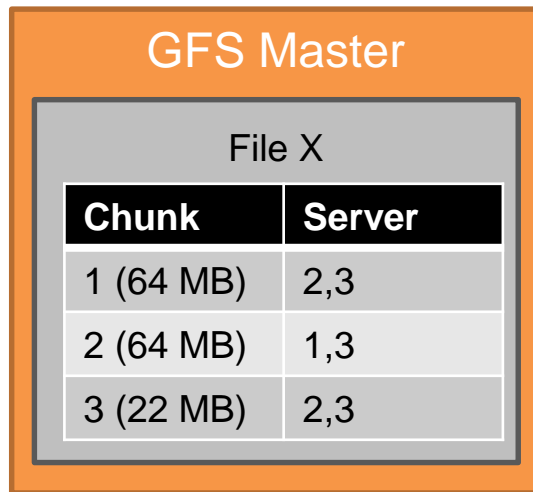 GFS Master
File X
Chunk Server
1 (64 MB) 2,3
2 (64 MB) 1,3
3 (22 MB) 2,3